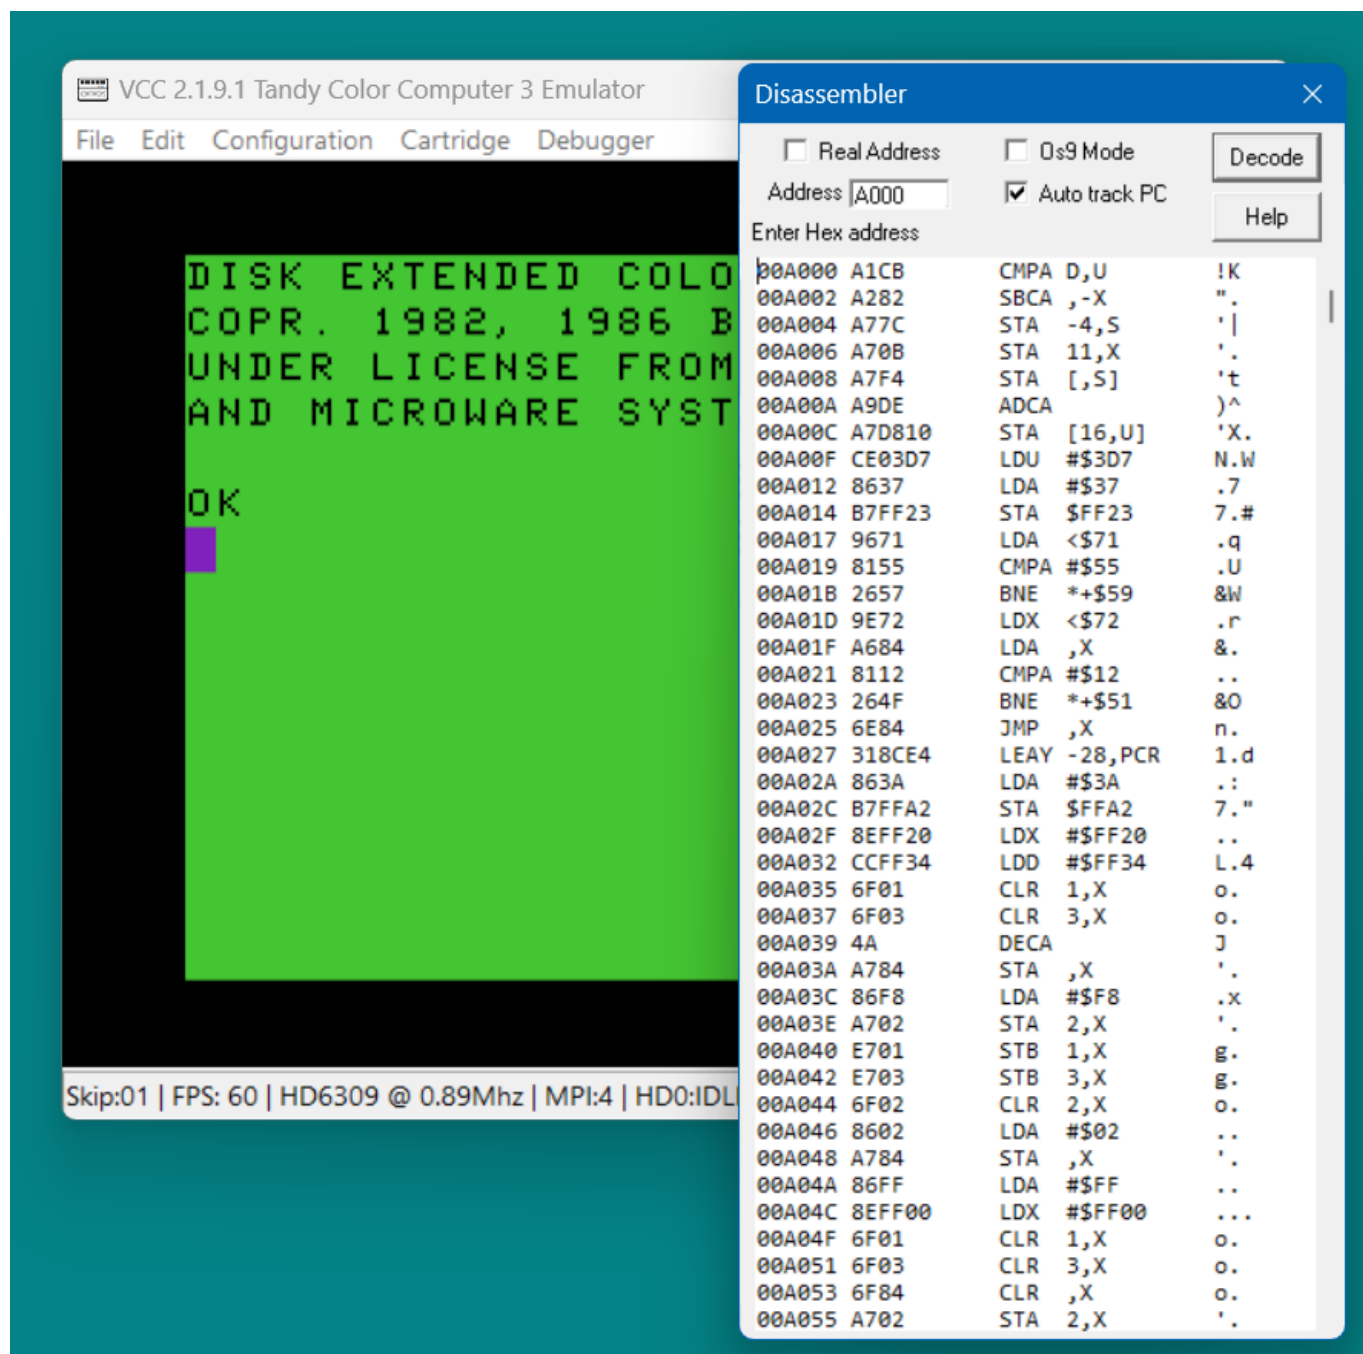 VCC 2.1.9.1 Tandy Color Computer 3 Emulator
File Edit Configuration Cartridge Debugger
DISK EXTENDED COLO
COPR. 1982, 1986 B
UNDER LICENSE FROM
AND MICROWARE SYST
OK
Skip:01 | FPS: 60 | HD6309 @ 0.89Mhz | MPI:4 | HD0:IDL
Disassembler
Real Address Os9 Mode Decode
Address A000 Auto track PC Help
Enter Hex address
00A000 A1CB CMPA D,U !K
00A002 A282 SBCA ,-X ".
00A004 A77C STA -4,S '|
00A006 A70B STA 11,X '.
00A008 A7F4 STA [,S] 't
00A00A A9DE ADCA )^
00A00C A7D810 STA [16,U] 'X.
00A00F CE03D7 LDU #$3D7 N.W
00A012 8637 LDA #$37 .7
00A014 B7FF23 STA $FF23 7.#
00A017 9671 LDA <$71 .q
00A019 8155 CMPA #$55 .U
00A01B 2657 BNE *+$59 &W
00A01D 9E72 LDX <$72 .r
00A01F A684 LDA ,X &.
00A021 8112 CMPA #$12 ..
00A023 264F BNE *+$51 &O
00A025 6E84 JMP ,X n.
00A027 318CE4 LEAY -28,PCR 1.d
00A02A 863A LDA #$3A .:
00A02C B7FFA2 STA $FFA2 7."
00A02F 8EFF20 LDX #$FF20 ..
00A032 CCFF34 LDD #$FF34 L.4
00A035 6F01 CLR 1,X o.
00A037 6F03 CLR 3,X o.
00A039 4A DECA J
00A03A A784 STA ,X '.
00A03C 86F8 LDA #$F8 .x
00A03E A702 STA 2,X '.
00A040 E701 STB 1,X g.
00A042 E703 STB 3,X g.
00A044 6F02 CLR 2,X o.
00A046 8602 LDA #$02 ..
00A048 A784 STA ,X '.
00A04A 86FF LDA #$FF ..
00A04C 8EFF00 LDX #$FF00 ...
00A04F 6F01 CLR 1,X o.
00A051 6F03 CLR 3,X o.
00A053 6F84 CLR ,X o.
00A055 A702 STA 2,X '.